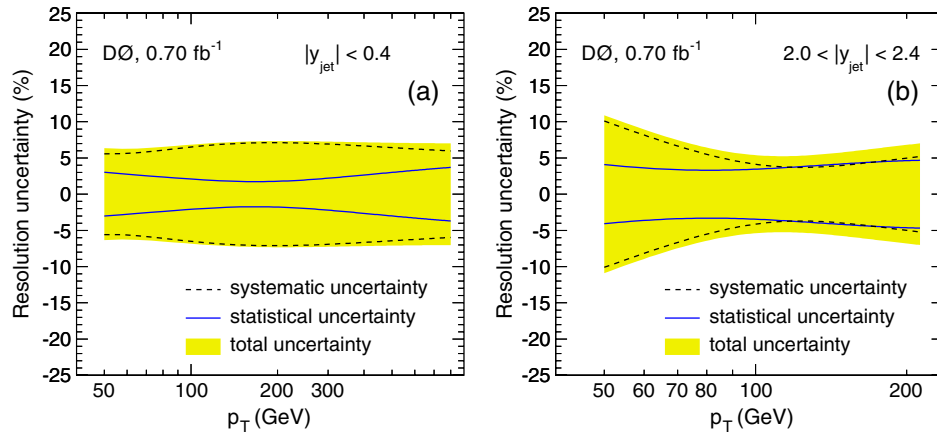 25
20
15
10
5
0
-5
-10
-15
-20
-25
Resolution uncertainty (%)
DØ, 0.70 fb⁻¹
|y_jet| < 0.4
(a)
systematic uncertainty
statistical uncertainty
total uncertainty
50 100 200 300
p_T (GeV)
25
20
15
10
5
0
-5
-10
-15
-20
-25
Resolution uncertainty (%)
DØ, 0.70 fb⁻¹
2.0 < |y_jet| < 2.4
(b)
systematic uncertainty
statistical uncertainty
total uncertainty
50 60 70 80 100 200
p_T (GeV)